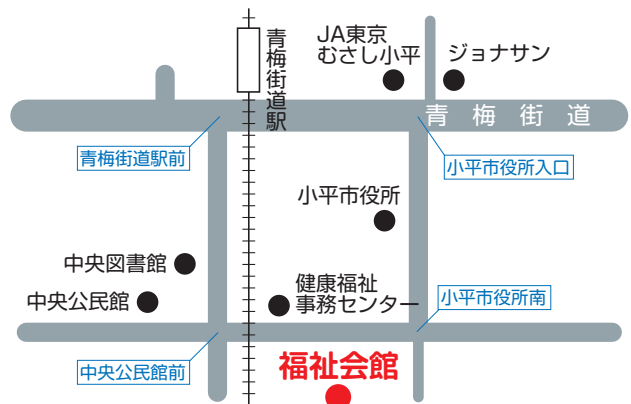 青梅街道駅
JA東京
むさし小平
ジョナサン
青梅街道
青梅街道駅前
小平市役所入口
小平市役所
中央図書館
中央公民館
健康福祉
事務センター
小平市役所南
中央公民館前
福祉会館